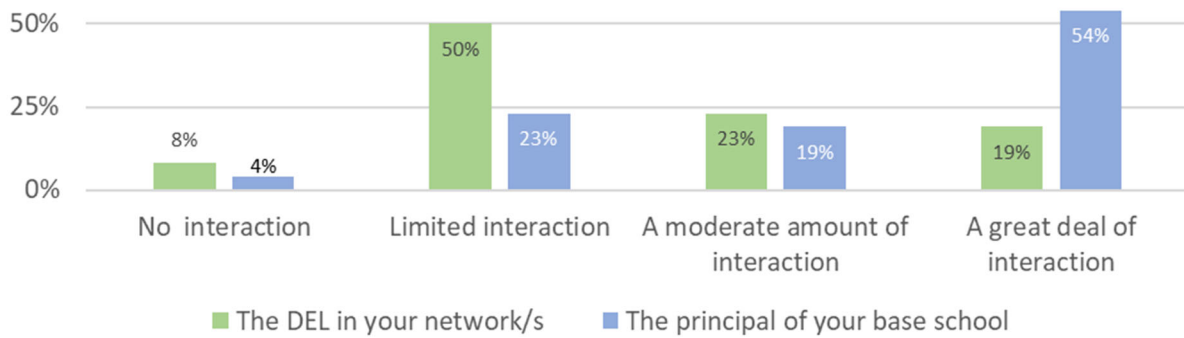 50%
25%
0%
8%
4%
50%
23%
23%
19%
19%
54%
No interaction
Limited interaction
A moderate amount of
interaction
A great deal of
interaction
The DEL in your network/s
The principal of your base school